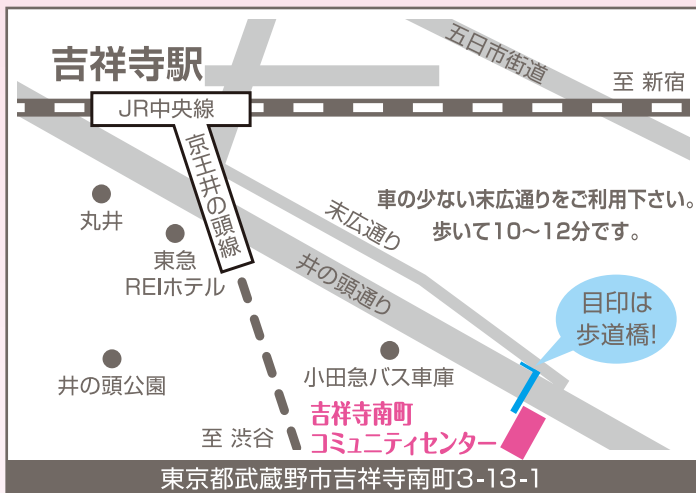 吉祥寺駅
五日市街道
至 新宿
JR中央線
京王井の頭線
車の少ない末広通りをご利用下さい。
歩いて10～12分です。
丸井
末広通り
東急
REIホテル
井の頭通り
目印は
歩道橋!
井の頭公園
小田急バス車庫
吉祥寺南町
コミュニティセンター
至 渋谷
東京都武蔵野市吉祥寺南町3-13-1